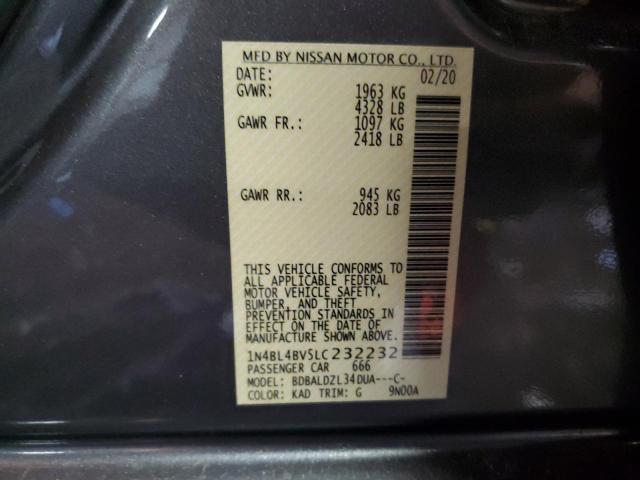 MFD BY NISSAN MOTOR CO., LTD.
DATE: 02/20
GVWR: 1963 KG
4328 LB
GAWR FR.: 1097 KG
2418 LB
GAWR RR.: 945 KG
2083 LB
THIS VEHICLE CONFORMS TO
ALL APPLICABLE FEDERAL
MOTOR VEHICLE SAFETY,
BUMPER, AND THEFT
PREVENTION STANDARDS
IN EFFECT ON THE DATE OF
MANUFACTURE SHOWN ABOVE.
1N4BL4BV5LC232232
PASSENGER CAR 666
MODEL: BDBALDZL34DUA---C-
COLOR: KAD TRIM: G 9N00A